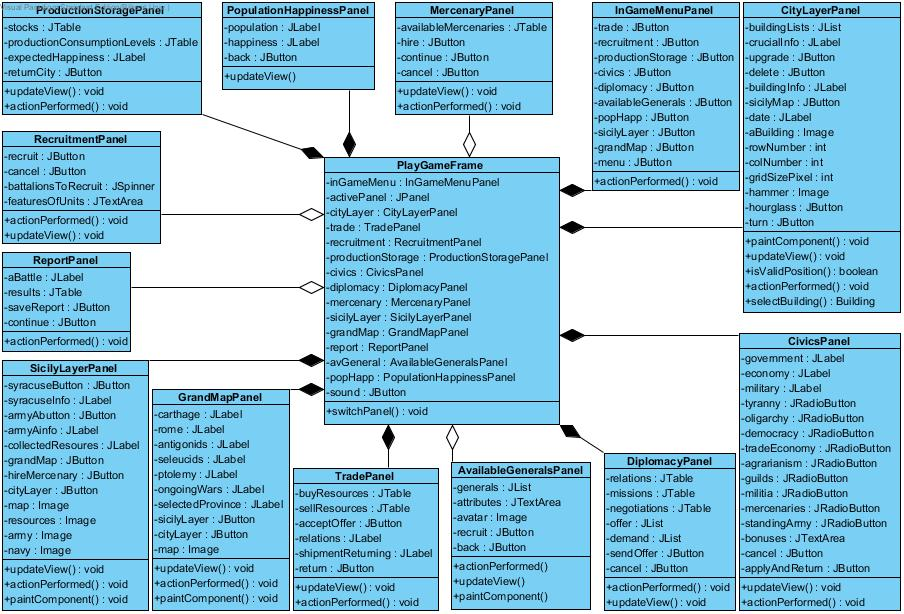 ProductionStoragePanel
-stocks : JTable
-productionConsumptionLevels : JTable
-expectedHappiness : JLabel
-returnCity : JButton
+updateView() : void
+actionPerformed() : void
PopulationHappinessPanel
-population : JLabel
-happiness : JLabel
-back : JButton
+updateView()
MercenaryPanel
-availableMercenaries : JTable
-hire : JButton
-continue : JButton
-cancel : JButton
+updateView() : void
+actionPerformed() : void
InGameMenuPanel
-trade : JButton
-recruitment : JButton
-productionStorage : JButton
-civics : JButton
-diplomacy : JButton
-availableGenerals : JButton
-popHapp : JButton
-sicilyLayer : JButton
-grandMap : JButton
-menu : JButton
+actionPerformed() : void
CityLayerPanel
-buildingLists : JList
-crucialInfo : JLabel
-upgrade : JButton
-delete : JButton
-buildingInfo : JLabel
-sicilyMap : JButton
-date : JLabel
-aBuilding : Image
-rowNumber : int
-colNumber : int
-gridSizePixel : int
-hammer : Image
-hourglass : JButton
-turn : JButton
+paintComponent() : void
+updateView() : void
+isValidPosition() : boolean
+actionPerformed() : void
+selectBuilding() : Building
RecruitmentPanel
-recruit : JButton
-cancel : JButton
-battalionsToRecruit : JSpinner
-featuresOfUnits : JTextArea
+actionPerformed() : void
+updateView() : void
PlayGameFrame
-inGameMenu : InGameMenuPanel
-activePanel : JPanel
-cityLayer : CityLayerPanel
-trade : TradePanel
-recruitment : RecruitmentPanel
-productionStorage : ProductionStoragePanel
-civics : CivicsPanel
-diplomacy : DiplomacyPanel
-mercenary : MercenaryPanel
-sicilyLayer : SicilyLayerPanel
-grandMap : GrandMapPanel
-report : ReportPanel
-avGeneral : AvailableGeneralsPanel
-popHapp : PopulationHappinessPanel
-sound : JButton
+switchPanel() : void
ReportPanel
-aBattle : JLabel
-results : JTable
-saveReport : JButton
-continue : JButton
+actionPerformed() : void
SicilyLayerPanel
-syracuseButton : JButton
-syracuseInfo : JLabel
-armyAbutton : JButton
-armyAinfo : JLabel
-collectedResoures : JLabel
-grandMap : JButton
-hireMercenary : JButton
-cityLayer : JButton
-map : Image
-resources : Image
-army : Image
-navy : Image
+updateView() : void
+actionPerformed() : void
+paintComponent() : void
GrandMapPanel
-carthage : JLabel
-rome : JLabel
-antigonids : JLabel
-seleucids : JLabel
-ptolemy : JLabel
-ongoingWars : JLabel
-selectedProvince : JLabel
-sicilyLayer : JButton
-cityLayer : JButton
-map : Image
+updateView() : void
+actionPerformed() : void
+paintComponent() : void
TradePanel
-buyResources : JTable
-sellResources : JTable
-acceptOffer : JButton
-relations : JLabel
-shipmentReturning : JLabel
-return : JButton
+updateView() : void
+actionPerformed() : void
AvailableGeneralsPanel
-generals : JList
-attributes : JTextArea
-avatar : Image
-recruit : JButton
-back : JButton
+actionPerformed()
+updateView()
+paintComponent()
DiplomacyPanel
-relations : JTable
-missions : JTable
-negotiations : JTable
-offer : JList
-demand : JList
-sendOffer : JButton
-cancel : JButton
+actionPerformed() : void
+updateView() : void
CivicsPanel
-government : JLabel
-economy : JLabel
-military : JLabel
-tyranny : JRadioButton
-oligarchy : JRadioButton
-democracy : JRadioButton
-tradeEconomy : JRadioButton
-agrarianism : JRadioButton
-guilds : JRadioButton
-militia : JRadioButton
-mercenaries : JRadioButton
-standingArmy : JRadioButton
-bonuses : JTextArea
-cancel : JButton
-applyAndReturn : JButton
+updateView() : void
+actionPerformed() : void